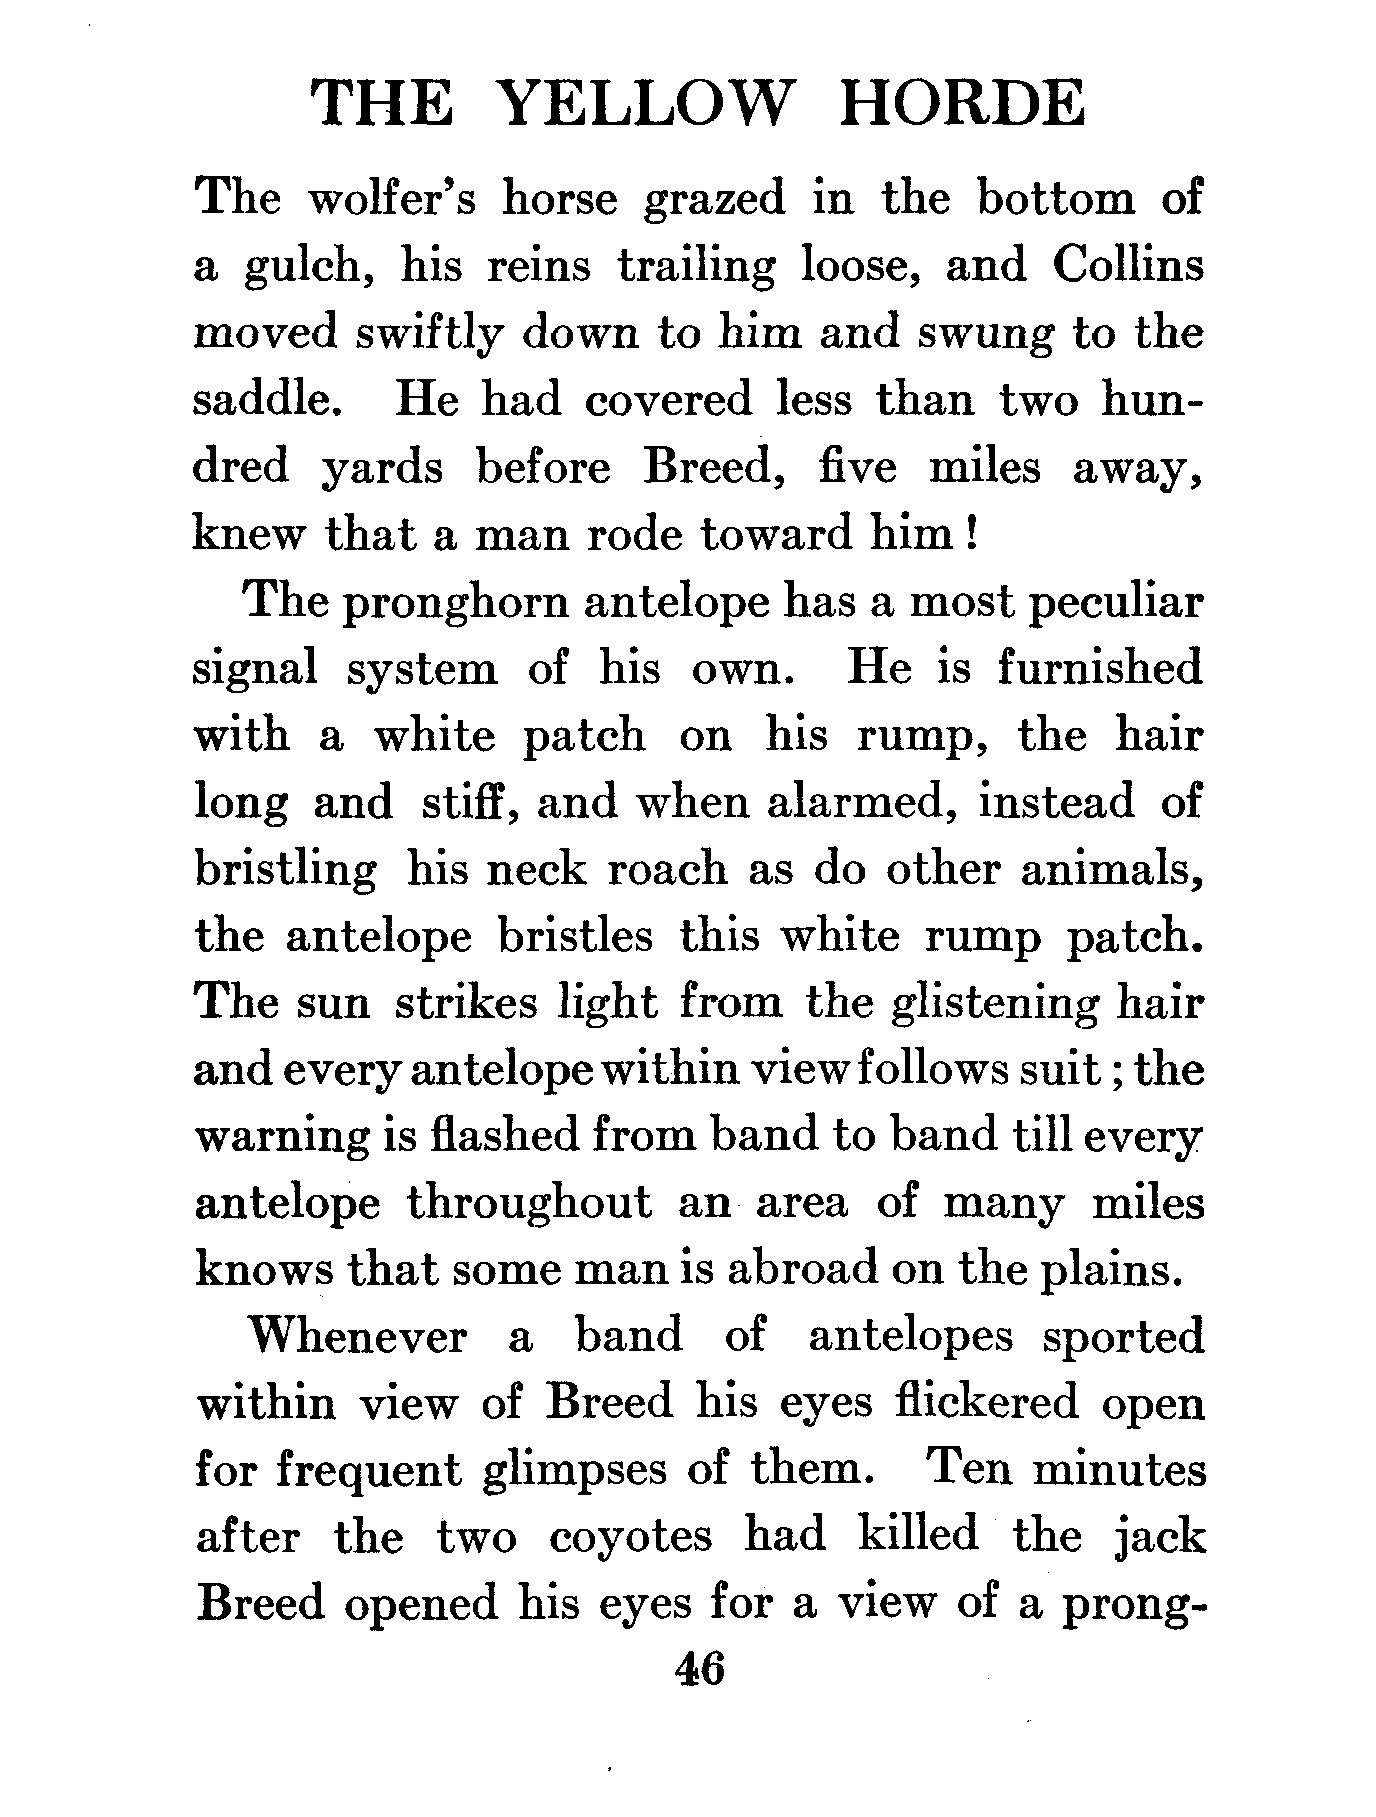 THE YELLOW HORDE
The wolfer's horse grazed in the bottom of
a gulch, his reins trailing loose, and Collins
moved swiftly down to him and swung to the
saddle. He had covered less than two hun-
dred yards before Breed, five miles away,
knew that a man rode toward him!
The pronghorn antelope has a most peculiar
signal system of his own. He is furnished
with a white patch on his rump, the hair
long and stiff, and when alarmed, instead of
bristling his neck roach as do other animals,
the antelope bristles this white rump patch.
The sun strikes light from the glistening hair
and every antelope within view follows suit; the
warning is flashed from band to band till every
antelope throughout an area of many miles
knows that some man is abroad on the plains.
Whenever a band of antelopes sported
within view of Breed his eyes flickered open
for frequent glimpses of them. Ten minutes
after the two coyotes had killed the jack
Breed opened his eyes for a view of a prong-
46